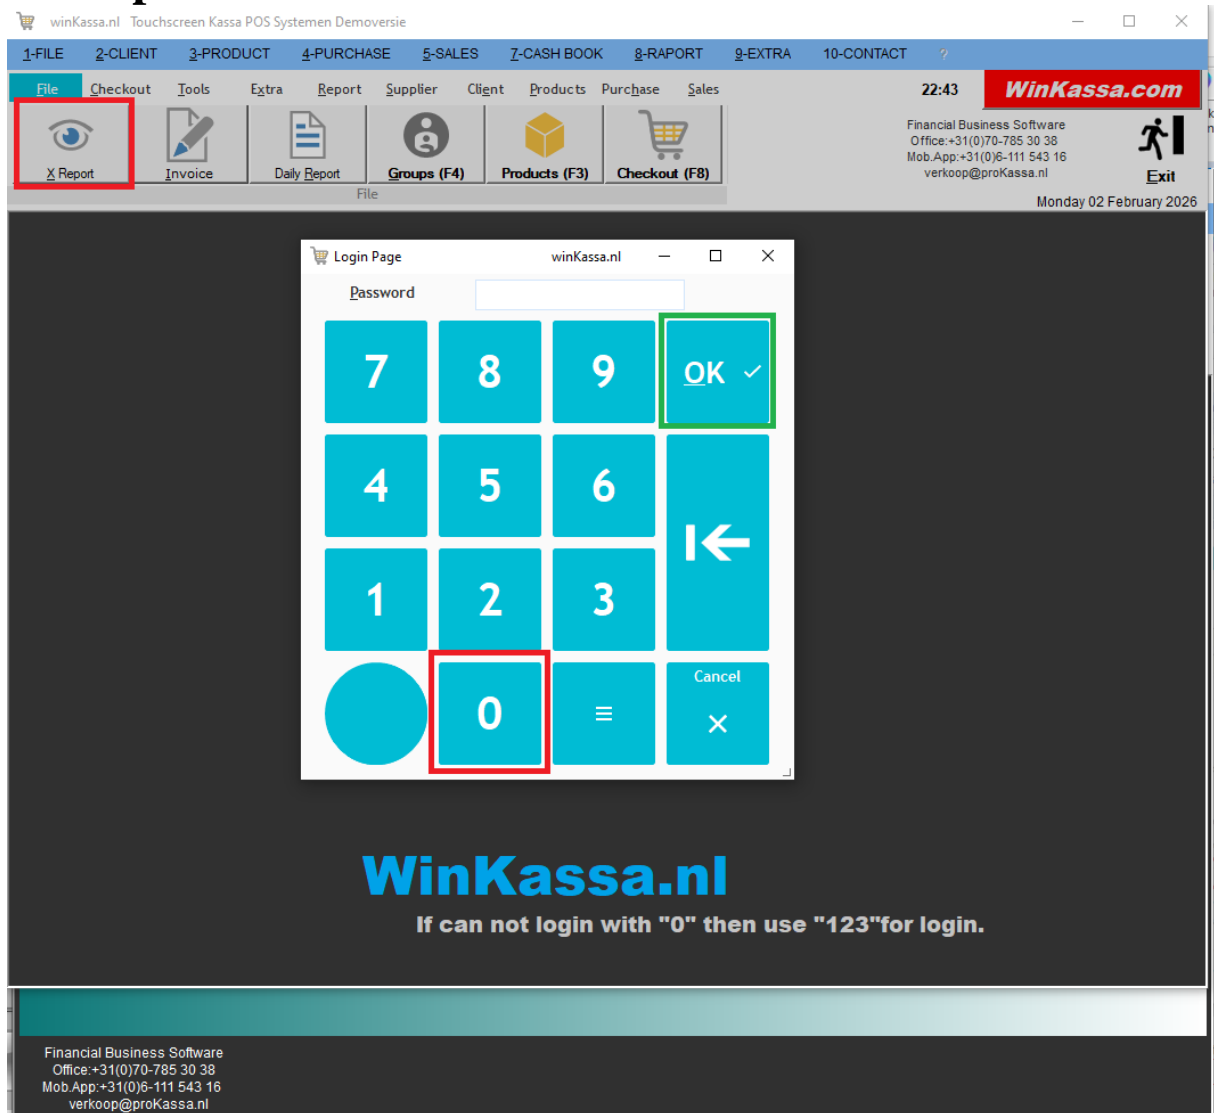 winKassa.nl Touchscreen Kassa POS Systemen Demoversie
1-FILE 2-CLIENT 3-PRODUCT 4-PURCHASE 5-SALES 7-CASH BOOK 8-RAPORT 9-EXTRA 10-CONTACT ?
File Checkout Tools Extra Report Supplier Client Products Purchase Sales 22:43 WinKassa.com
X Report Invoice Daily Report Groups (F4) Products (F3) Checkout (F8)
File
Financial Business Software
Office:+31(0)70-785 30 38
Mob.App:+31(0)6-111 543 16
verkoop@proKassa.nl
Exit
Monday 02 February 2026
Login Page winKassa.nl
Password
7 8 9 OK
4 5 6
1 2 3
0 Cancel
WinKassa.nl
If can not login with "0" then use "123"for login.
Financial Business Software
Office:+31(0)70-785 30 38
Mob.App:+31(0)6-111 543 16
verkoop@proKassa.nl